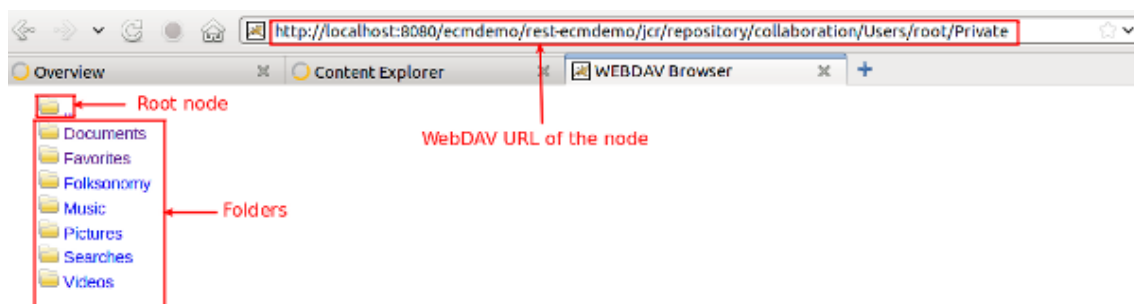 http://localhost:8080/ecmdemo/rest-ecmdemo/jcr/repository/collaboration/Users/root/Private
Overview Content Explorer WEBDAV Browser +
.. Root node
Documents
WebDAV URL of the node
Favorites
Folksonomy
Music
Folders
Pictures
Searches
Videos